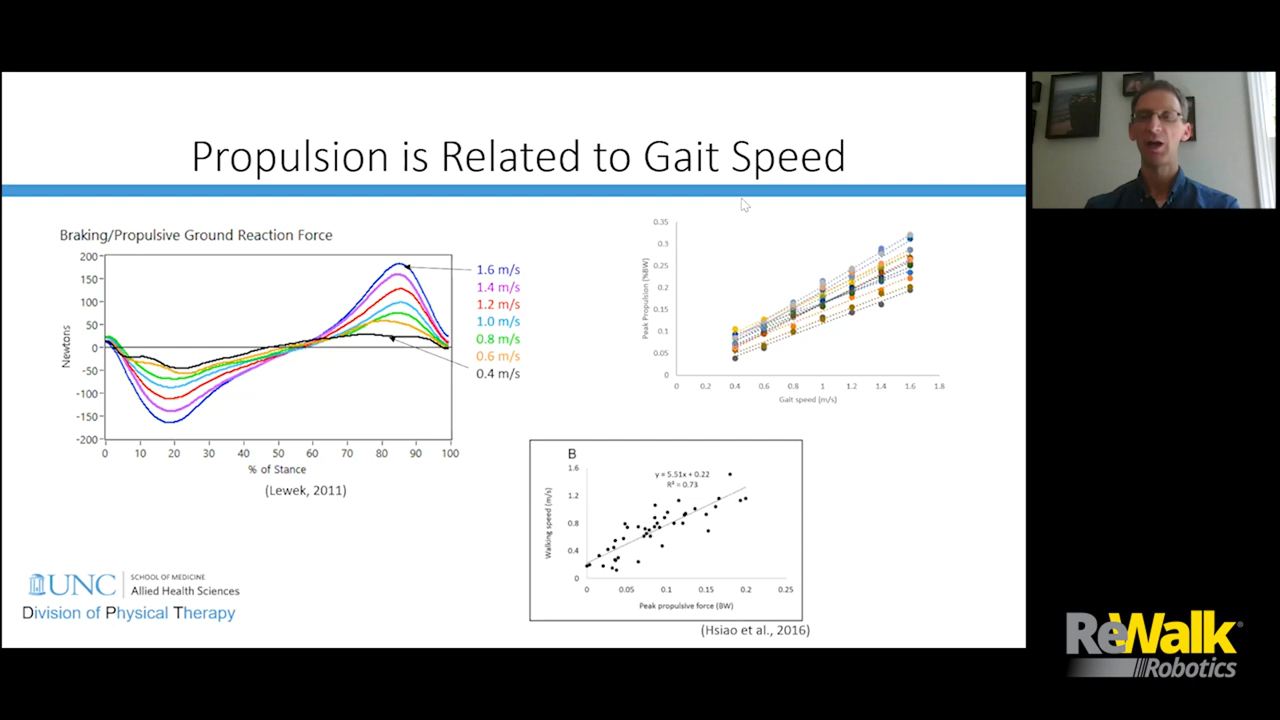 Propulsion is Related to Gait Speed
Braking/Propulsive Ground Reaction Force
200
150
100
50
0
-50
-100
-150
-200
Newtons
0 10 20 30 40 50 60 70 80 90 100
% of Stance
(Lewek, 2011)
1.6 m/s
1.4 m/s
1.2 m/s
1.0 m/s
0.8 m/s
0.6 m/s
0.4 m/s
0.35
0.3
0.25
0.2
0.15
0.1
0.05
0
Peak Propulsion (%BW)
0 0.2 0.4 0.6 0.8 1 1.2 1.4 1.6 1.8
Gait speed (m/s)
B
y = 5.51x + 0.22
R² = 0.73
1.6
1.2
0.8
0.4
0
Walking speed (m/s)
0 0.05 0.1 0.15 0.2 0.25
Peak propulsive force (BW)
(Hsiao et al., 2016)
UNC
SCHOOL OF MEDICINE
Allied Health Sciences
Division of Physical Therapy
ReWalk
Robotics